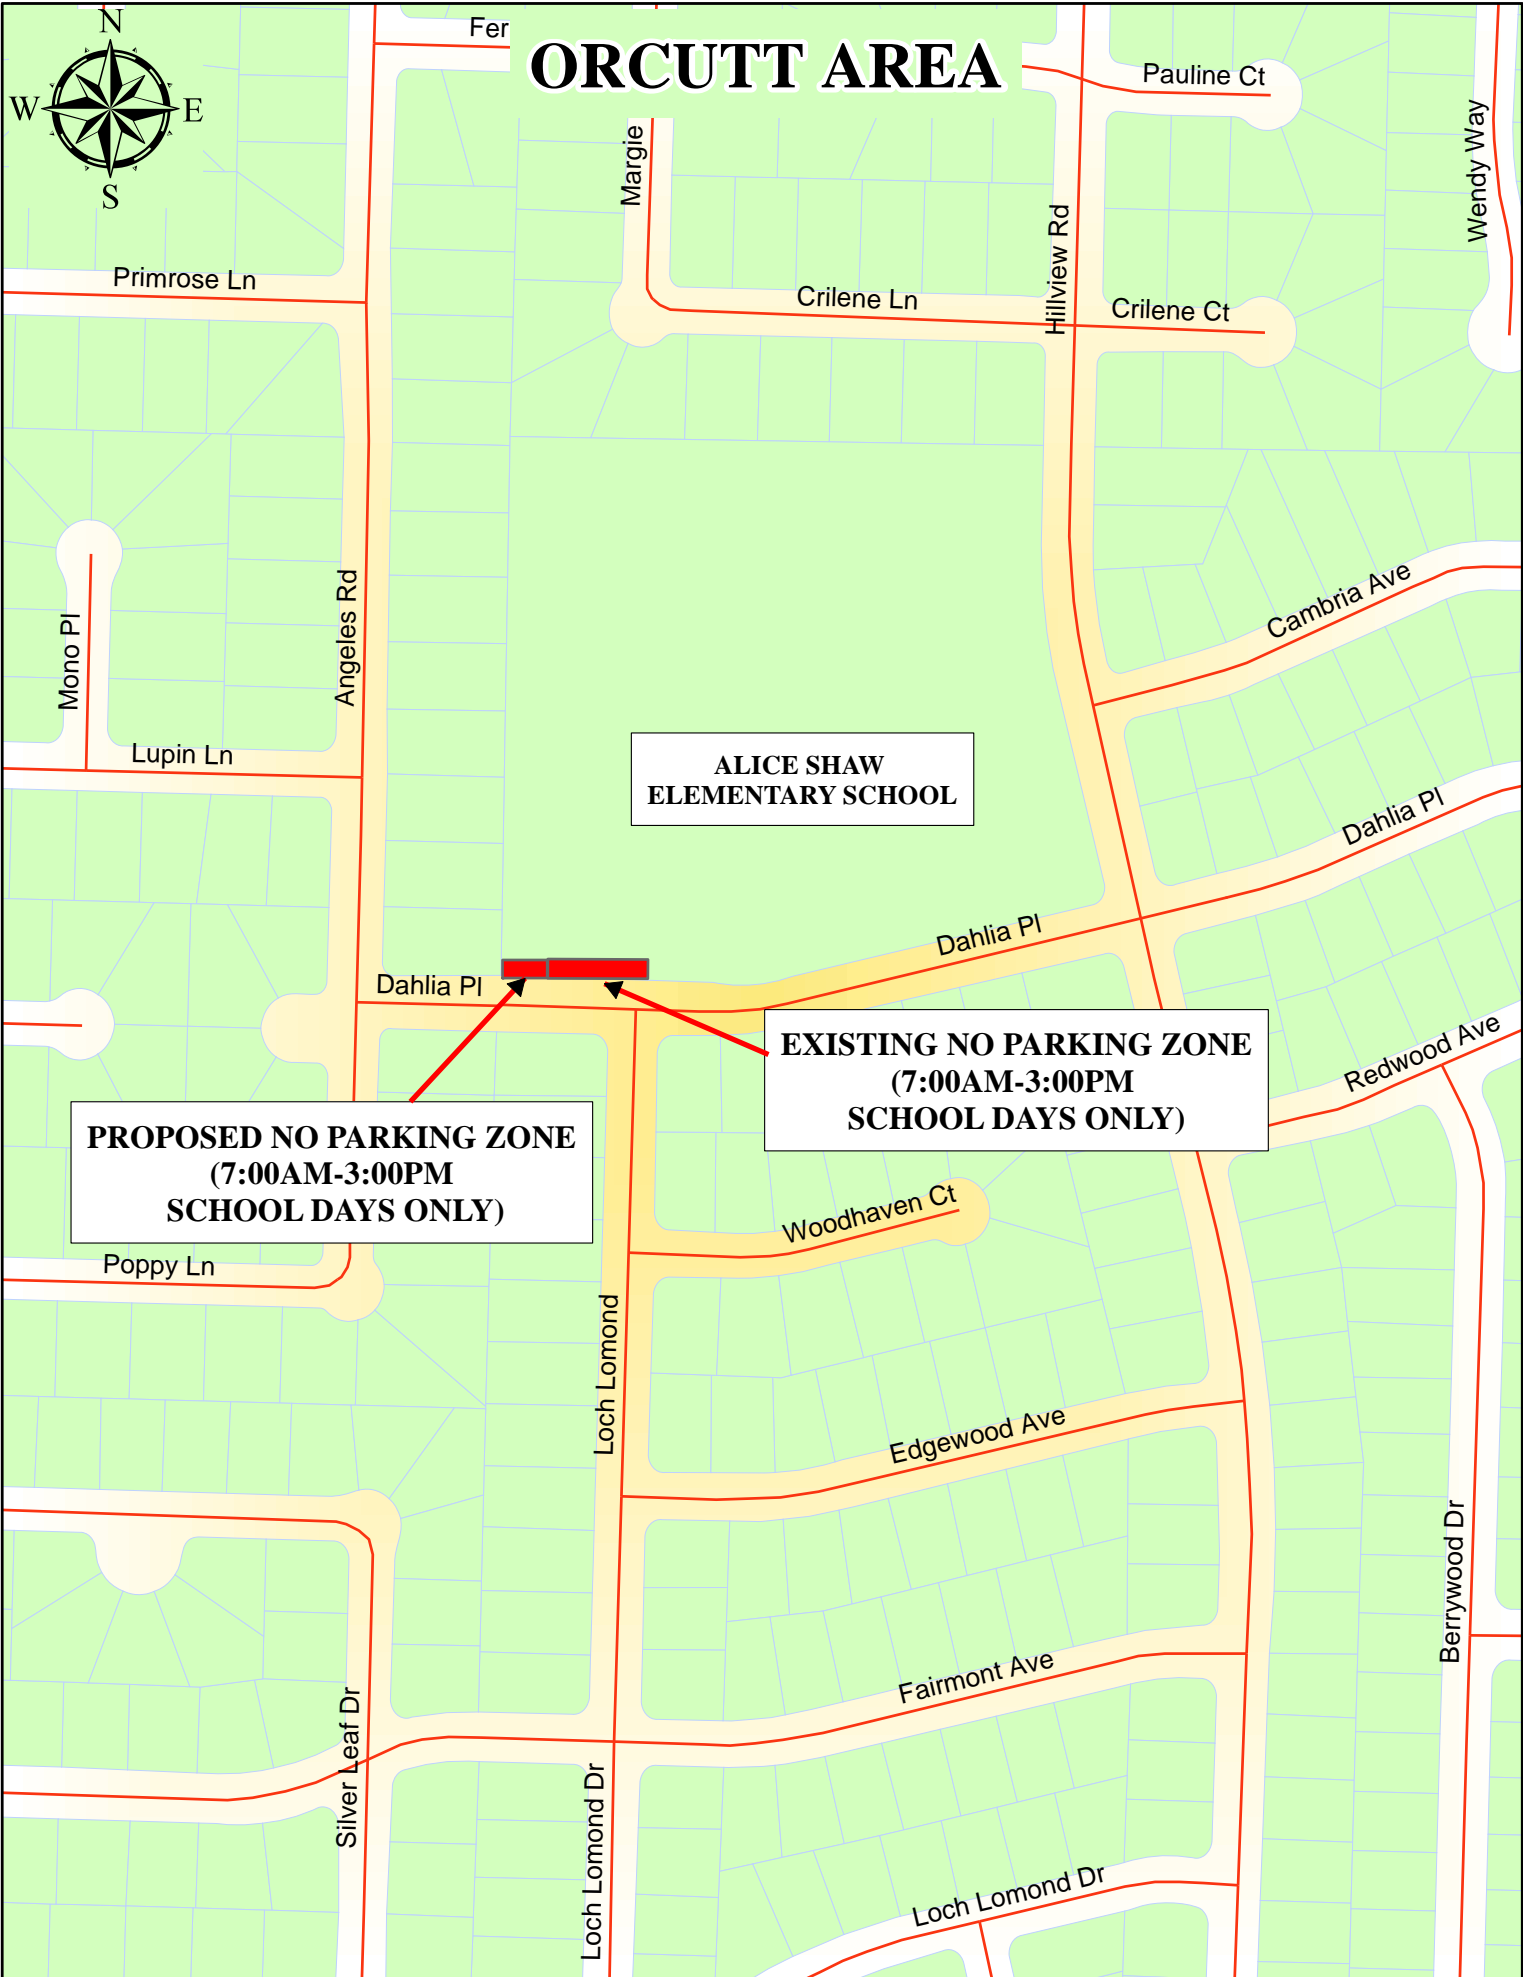 N
W
E
S
ORCUTT AREA
Fer
Pauline Ct
Margie
Wendy Way
Hillview Rd
Primrose Ln
Crilene Ln
Crilene Ct
Angeles Rd
Cambria Ave
Mono Pl
Lupin Ln
ALICE SHAW
ELEMENTARY SCHOOL
Dahlia Pl
Dahlia Pl
Dahlia Pl
EXISTING NO PARKING ZONE
(7:00AM-3:00PM
SCHOOL DAYS ONLY)
Redwood Ave
PROPOSED NO PARKING ZONE
(7:00AM-3:00PM
SCHOOL DAYS ONLY)
Woodhaven Ct
Poppy Ln
Loch Lomond
Edgewood Ave
Berrywood Dr
Fairmont Ave
Silver Leaf Dr
Loch Lomond Dr
Loch Lomond Dr